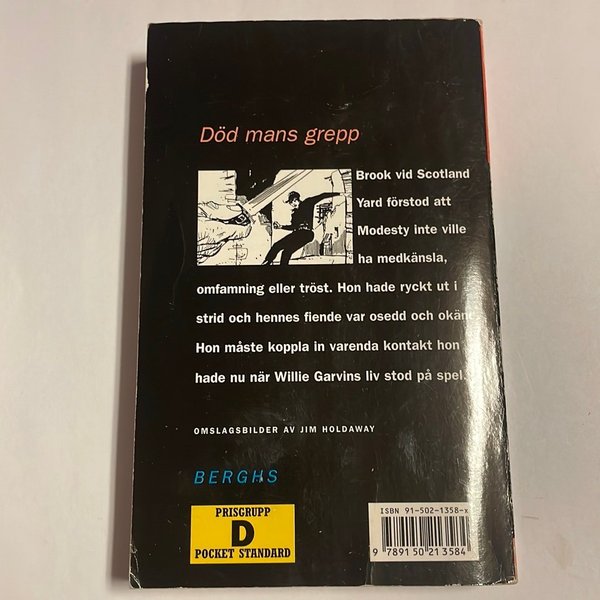 Död mans grepp
Brook vid Scotland
Yard förstod att
Modesty inte ville
ha medkänsla,
omfamning eller tröst. Hon hade ryckt ut i
strid och hennes fiende var osedd och okänd
Hon måste koppla in varenda kontakt hon
hade nu när Willie Garvins liv stod på spel.
OMSLAGSBILDER AV JIM HOLDAWAY
BERGHS
PRISGRUPP
D
POCKET STANDARD
ISBN 91-502-1358-x
9 789150 213584